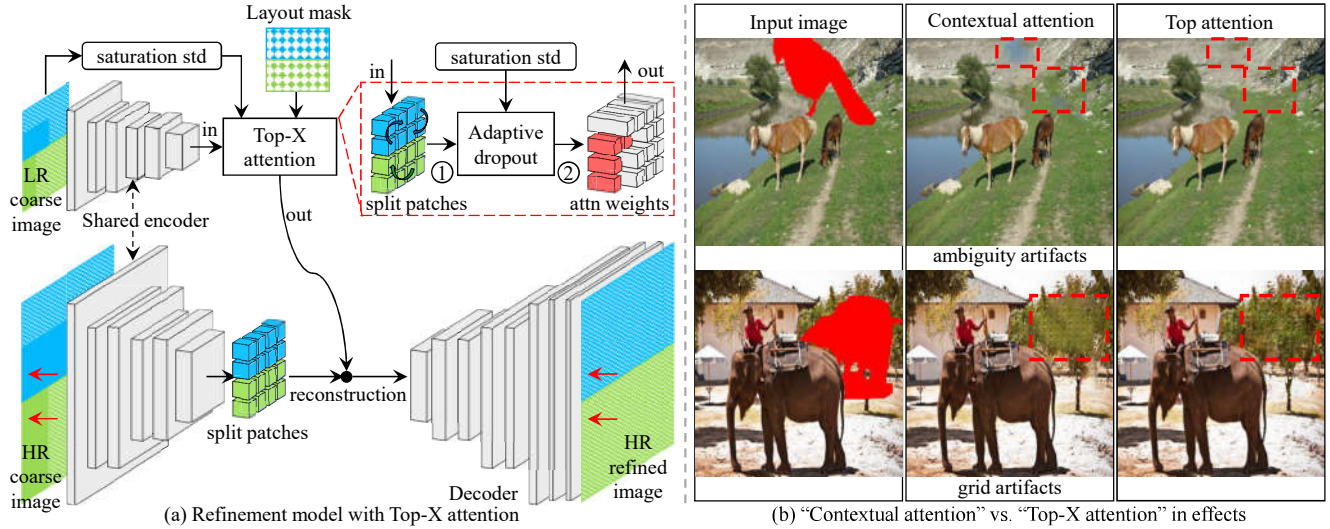 Layout mask
saturation std
in
Top-X
attention
LR
coarse
image
Shared encoder
out
in
saturation std
out
Adaptive
dropout
①
②
split patches
attn weights
HR
coarse
image
split patches
reconstruction
Decoder
HR
refined
image
(a) Refinement model with Top-X attention
Input image
Contextual attention
Top attention
ambiguity artifacts
grid artifacts
(b) “Contextual attention” vs. “Top-X attention” in effects